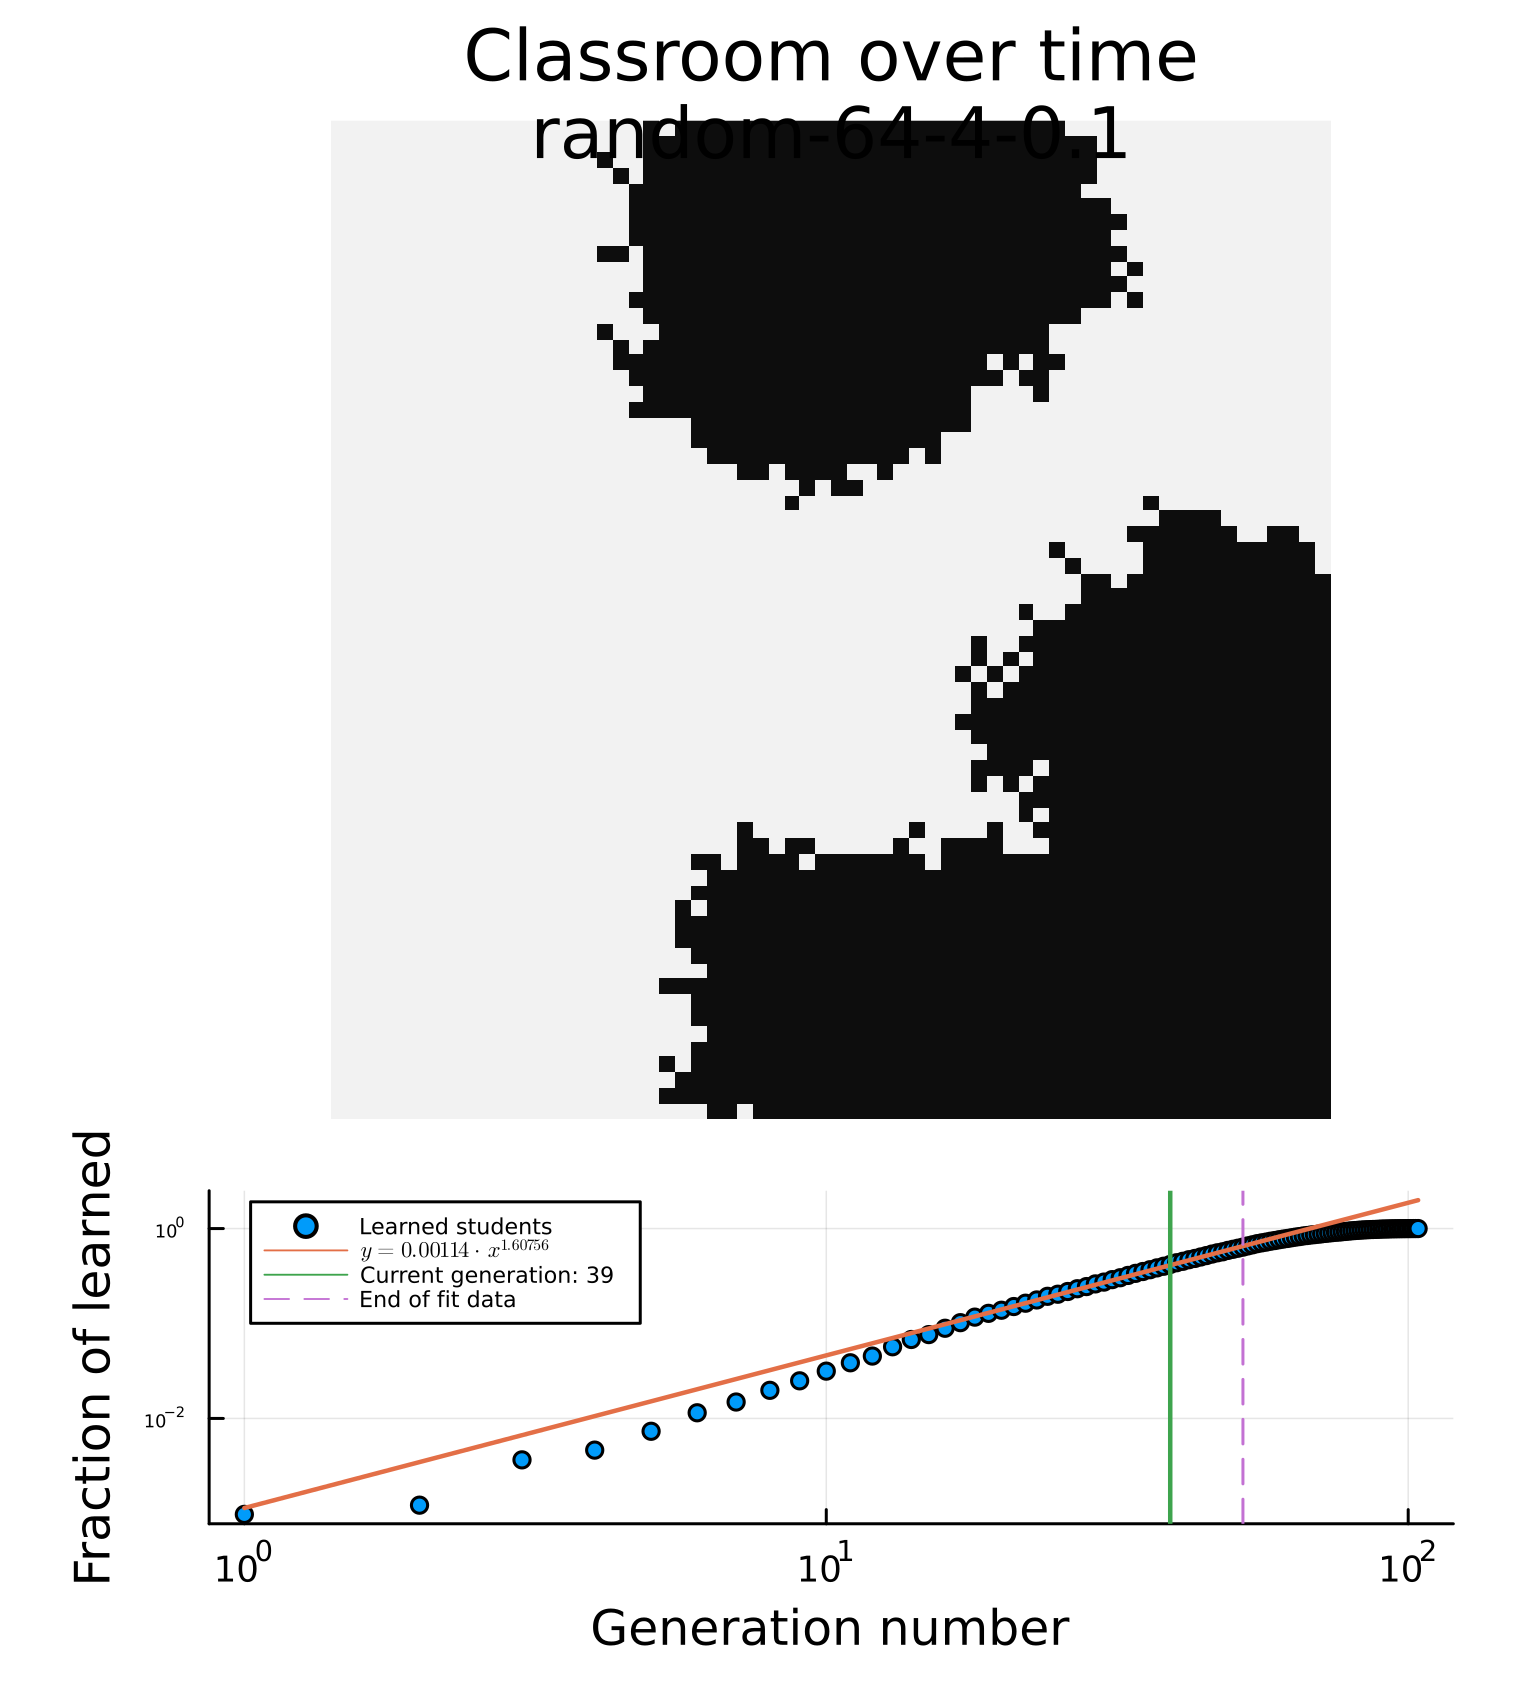 Classroom over time
random-64-4-0.1
Fraction of learned
10⁰
10⁻²
Learned students
y = 0.00114 · x^1.60756
Current generation: 39
End of fit data
10⁰ 10¹ 10²
Generation number